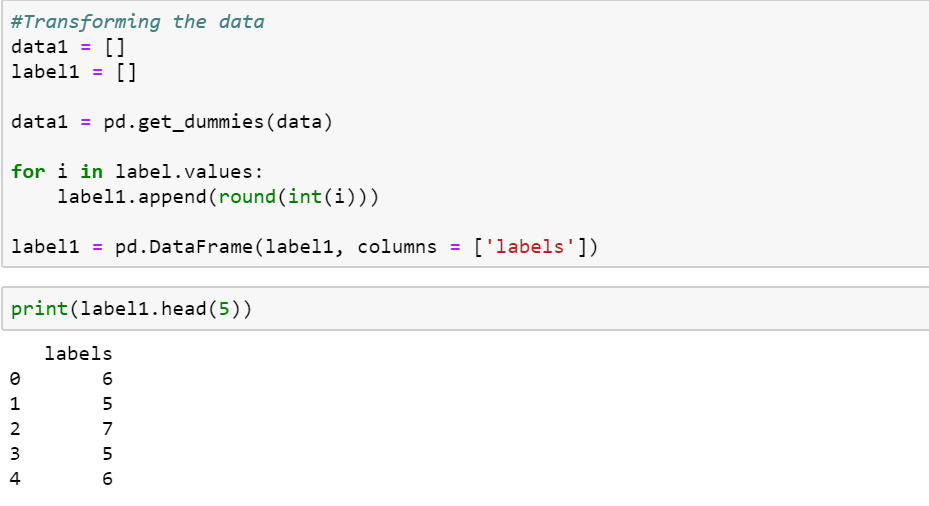 #Transforming the data
data1 = []
label1 = []
data1 = pd.get_dummies(data)
for i in label.values:
    label1.append(round(int(i)))
label1 = pd.DataFrame(label1, columns = ['labels'])
print(label1.head(5))
   labels
0       6
1       5
2       7
3       5
4       6